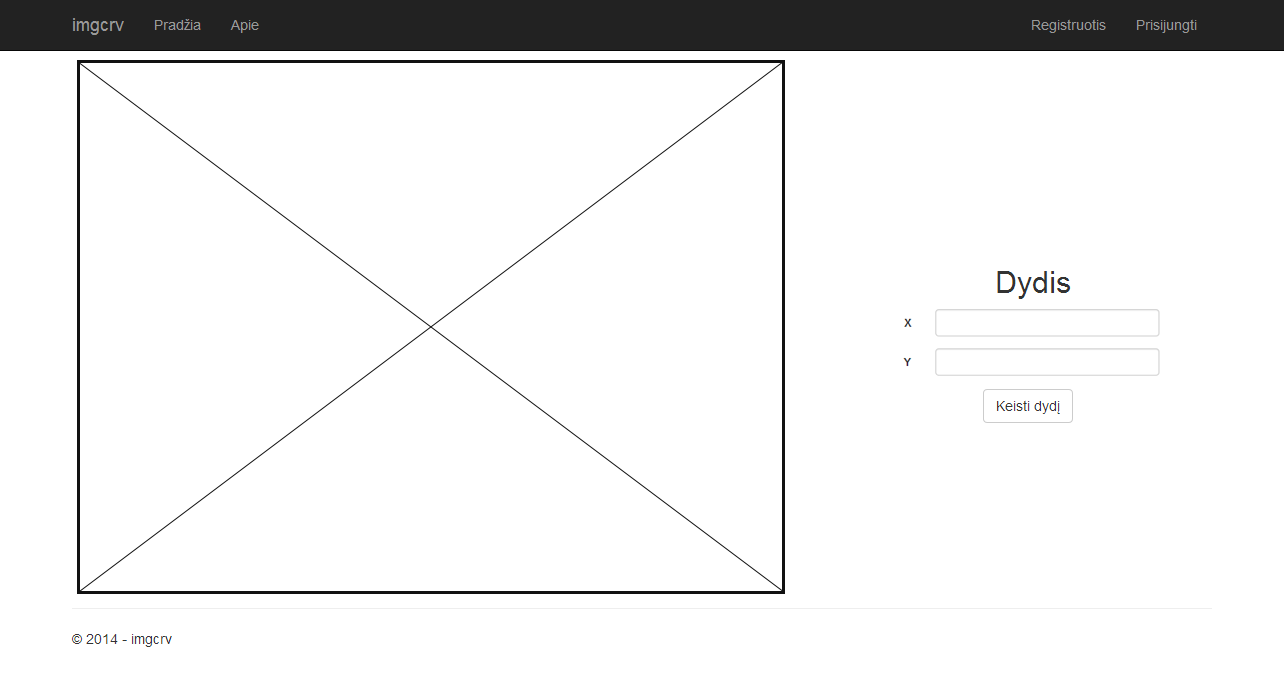 imgcrv Pradžia Apie Registruotis Prisijungti
Dydis
X
Y
Keisti dydį
© 2014 - imgcrv